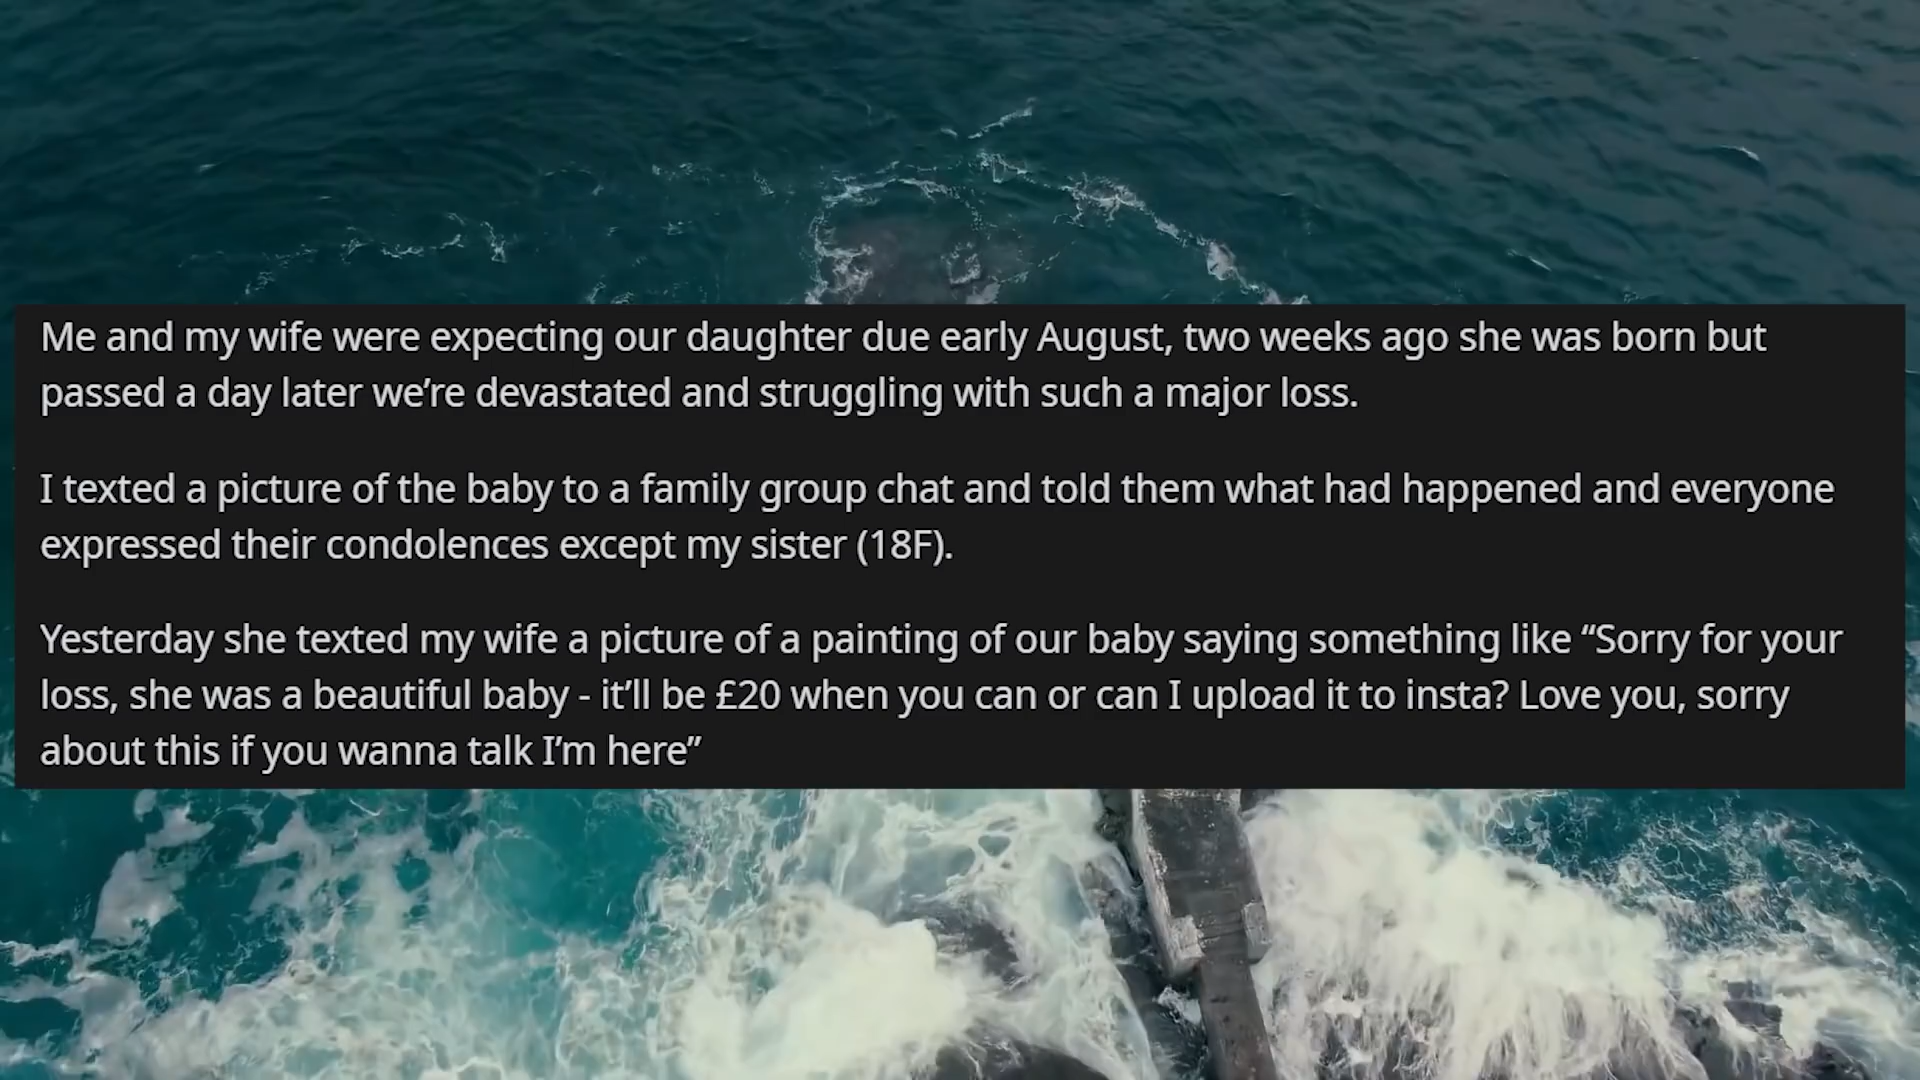 Me and my wife were expecting our daughter due early August, two weeks ago she was born but
passed a day later we’re devastated and struggling with such a major loss.
I texted a picture of the baby to a family group chat and told them what had happened and everyone
expressed their condolences except my sister (18F).
Yesterday she texted my wife a picture of a painting of our baby saying something like “Sorry for your
loss, she was a beautiful baby - it’ll be £20 when you can or can I upload it to insta? Love you, sorry
about this if you wanna talk I’m here”